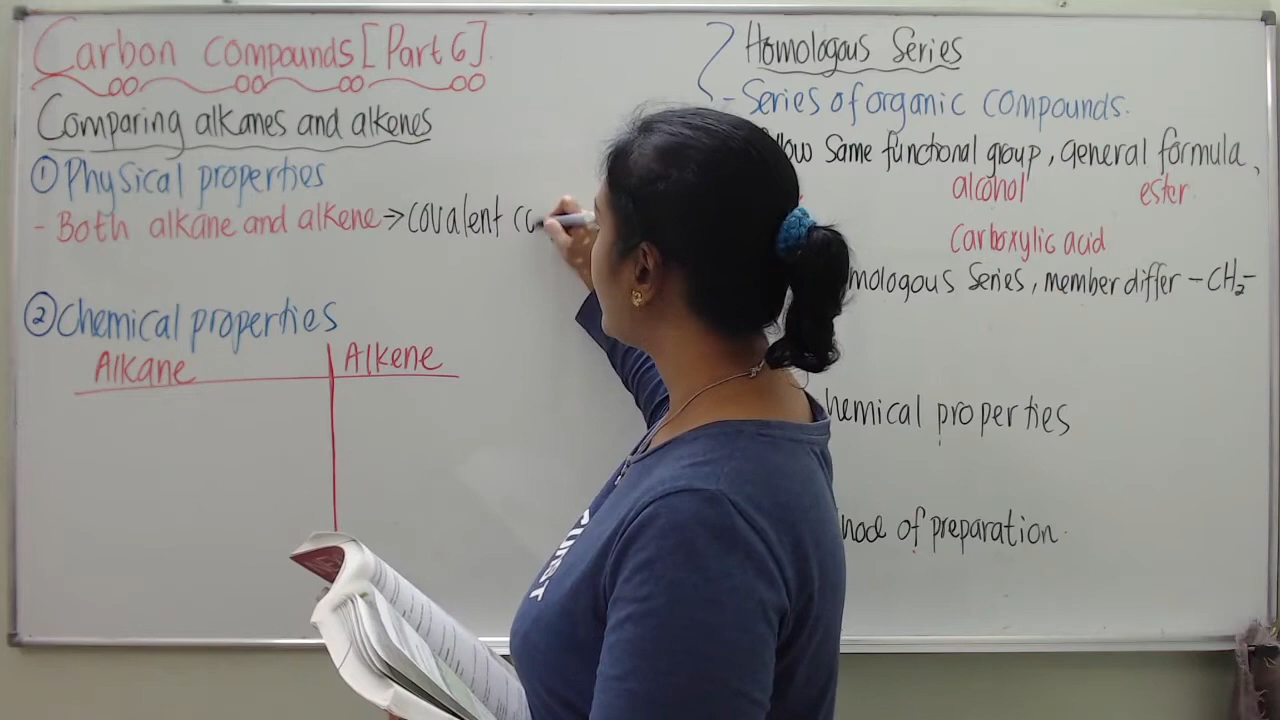 Carbon compounds [Part 6].
Comparing alkanes and alkenes
① Physical properties
- Both alkane and alkene → covalent co
② Chemical properties
Alkane
Alkene
Homologous Series
- Series of organic compounds.
Same functional group, general formula,
alcohol
ester
Carboxylic acid
mologous Series, member differ - CH2-
hemical properties
of preparation.